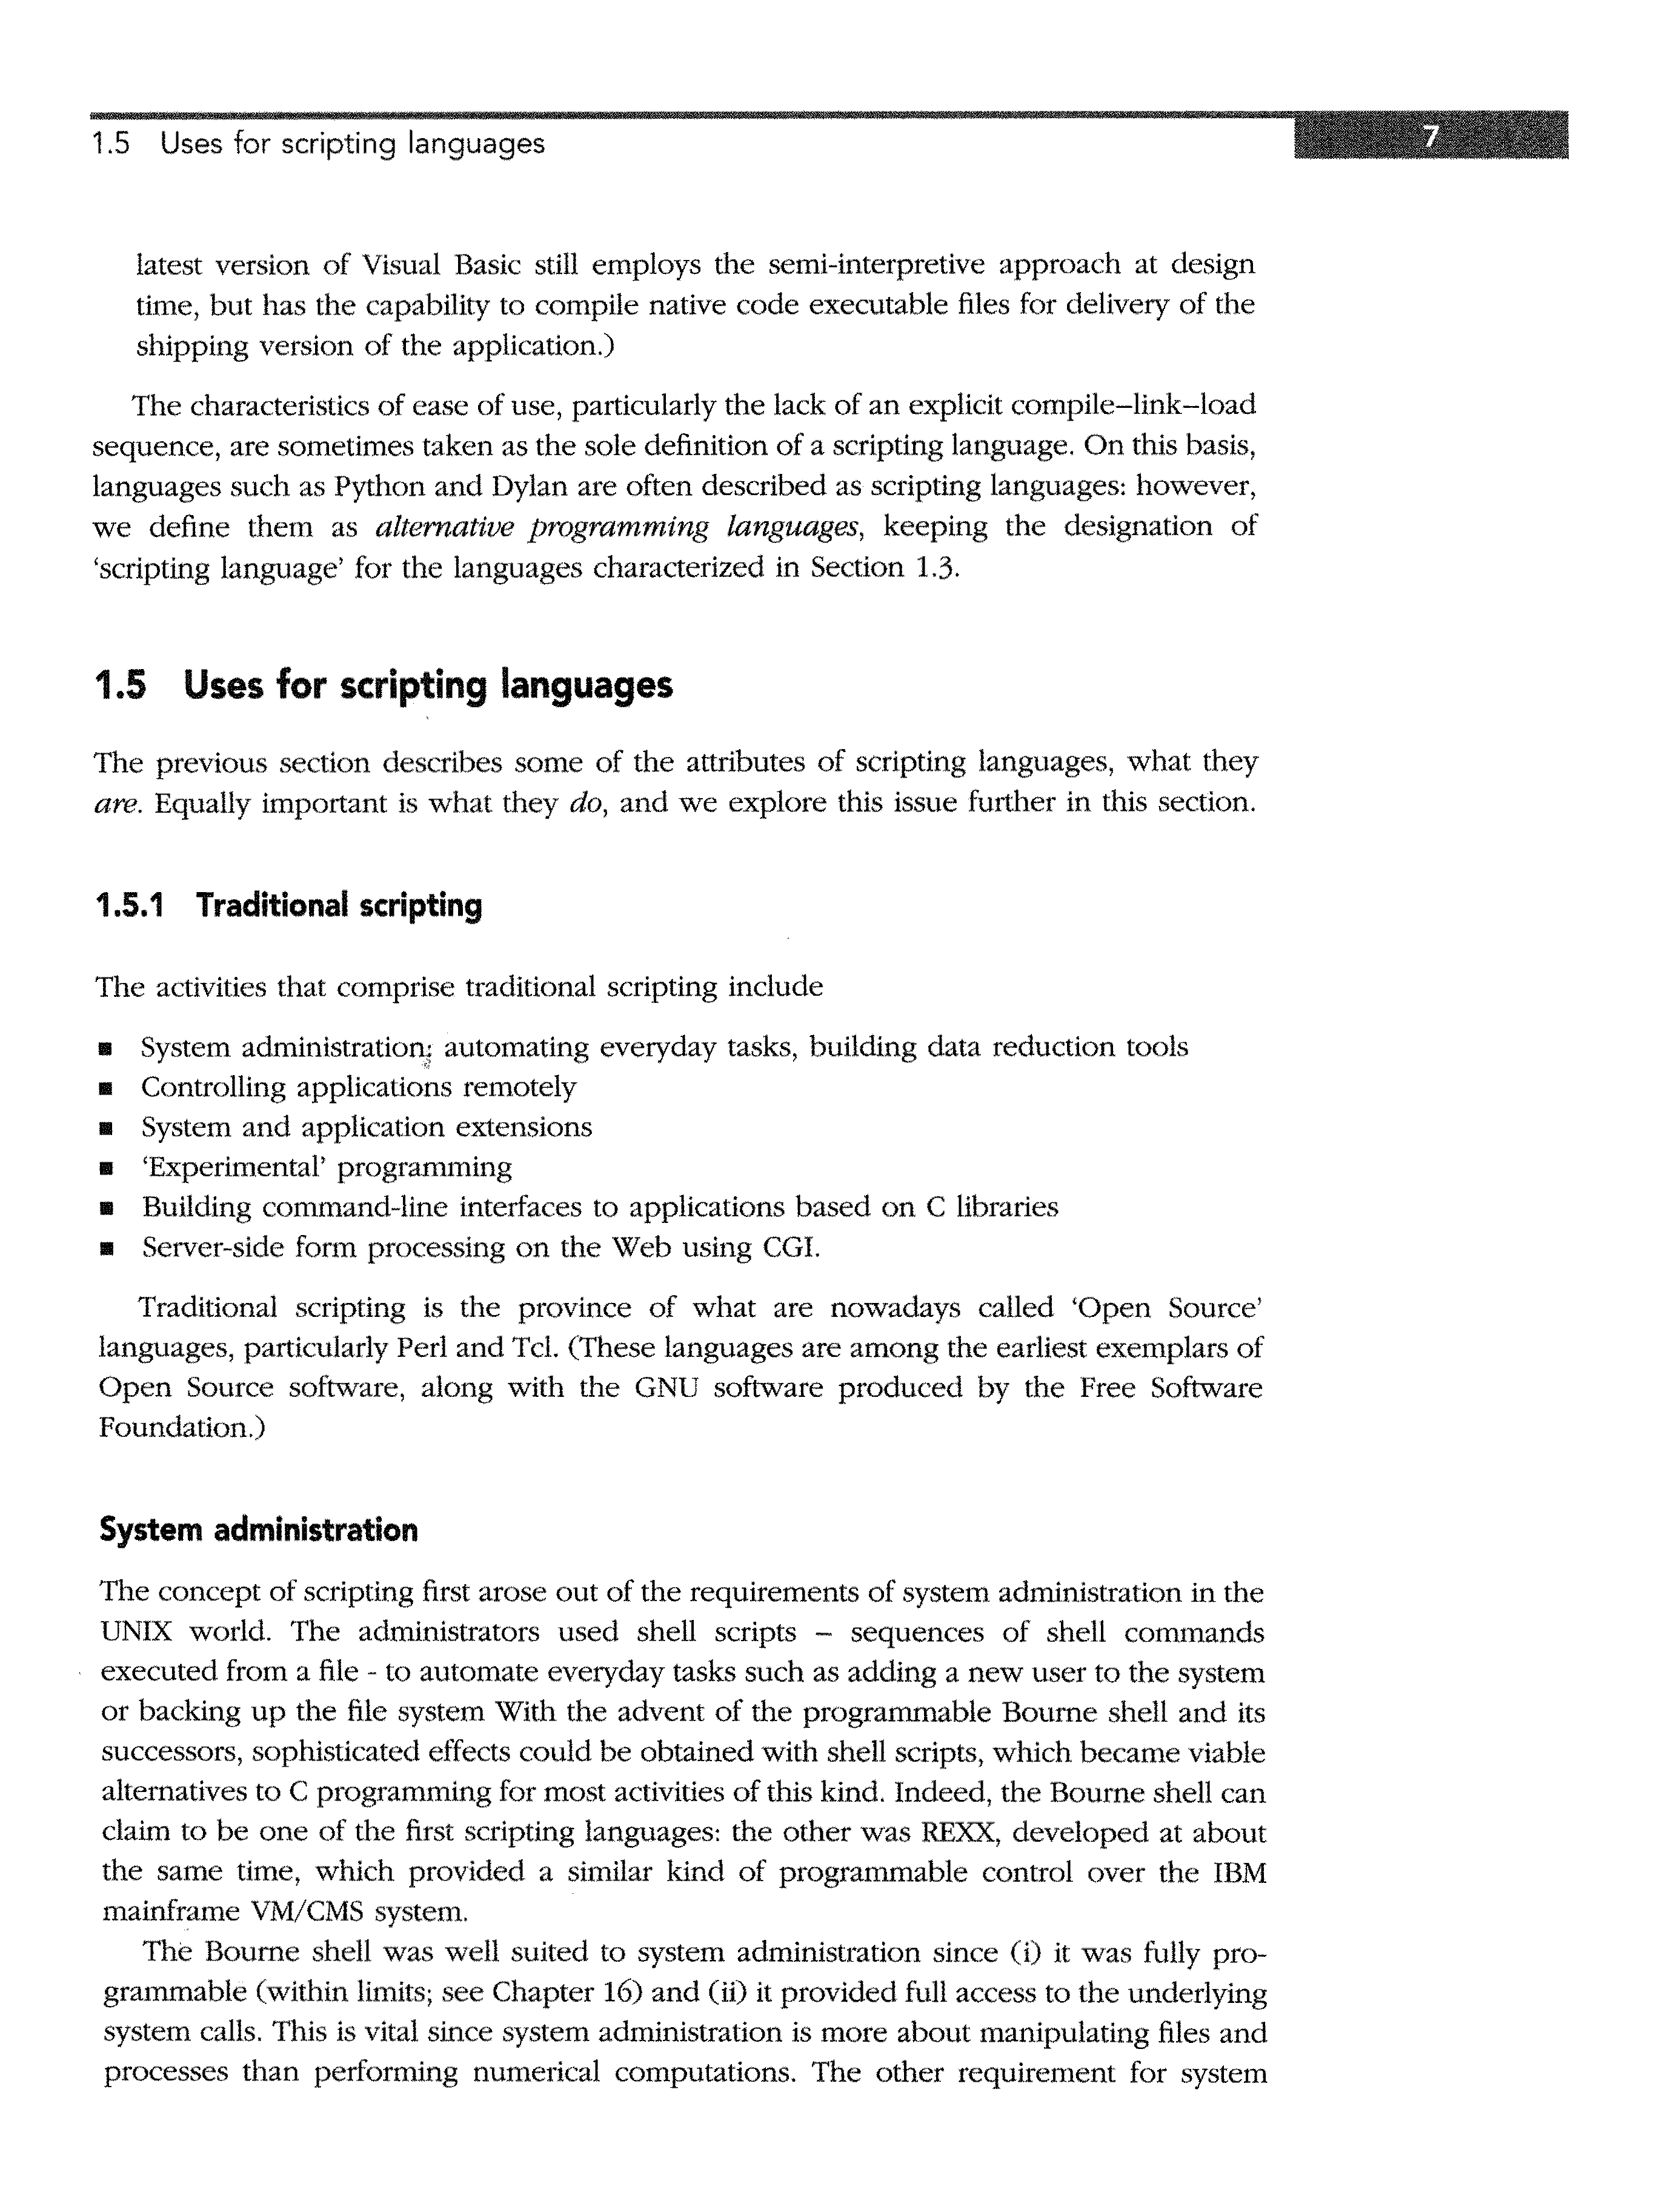 1.5 Uses for scripting languages 7
latest version of Visual Basic still employs the semi-interpretive approach at design
time, but has the capability to compile native code executable files for delivery of the
shipping version of the application.)
The characteristics of ease of use, particularly the lack of an explicit compile–link–load
sequence, are sometimes taken as the sole definition of a scripting language. On this basis,
languages such as Python and Dylan are often described as scripting languages: however,
we define them as alternative programming languages, keeping the designation of
‘scripting language’ for the languages characterized in Section 1.3.
1.5 Uses for scripting languages
The previous section describes some of the attributes of scripting languages, what they
are. Equally important is what they do, and we explore this issue further in this section.
1.5.1 Traditional scripting
The activities that comprise traditional scripting include
■ System administration: automating everyday tasks, building data reduction tools
■ Controlling applications remotely
■ System and application extensions
■ ‘Experimental’ programming
■ Building command-line interfaces to applications based on C libraries
■ Server-side form processing on the Web using CGI.
Traditional scripting is the province of what are nowadays called ‘Open Source’
languages, particularly Perl and Tcl. (These languages are among the earliest exemplars of
Open Source software, along with the GNU software produced by the Free Software
Foundation.)
System administration
The concept of scripting first arose out of the requirements of system administration in the
UNIX world. The administrators used shell scripts – sequences of shell commands
executed from a file - to automate everyday tasks such as adding a new user to the system
or backing up the file system With the advent of the programmable Bourne shell and its
successors, sophisticated effects could be obtained with shell scripts, which became viable
alternatives to C programming for most activities of this kind. Indeed, the Bourne shell can
claim to be one of the first scripting languages: the other was REXX, developed at about
the same time, which provided a similar kind of programmable control over the IBM
mainframe VM/CMS system.
The Bourne shell was well suited to system administration since (i) it was fully pro-
grammable (within limits; see Chapter 16) and (ii) it provided full access to the underlying
system calls. This is vital since system administration is more about manipulating files and
processes than performing numerical computations. The other requirement for system